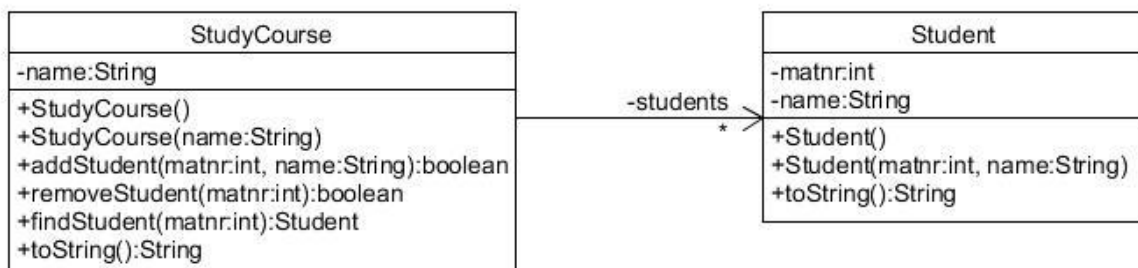 StudyCourse
-name:String
+StudyCourse()
+StudyCourse(name:String)
+addStudent(matnr:int, name:String):boolean
+removeStudent(matnr:int):boolean
+findStudent(matnr:int):Student
+toString():String
-students
*
Student
-matnr:int
-name:String
+Student()
+Student(matnr:int, name:String)
+toString():String